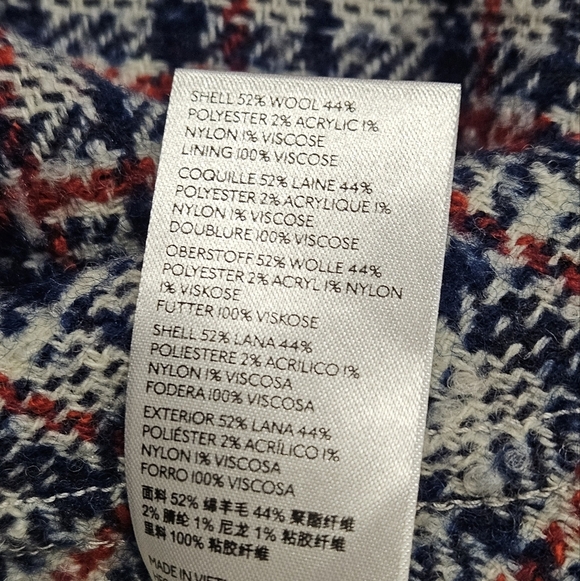 SHELL 52% WOOL 44%
POLYESTER 2% ACRYLIC 1%
NYLON 1% VISCOSE
LINING 100% VISCOSE
COQUILLE 52% LAINE 44%
POLYESTER 2% ACRYLIQUE 1%
NYLON 1% VISCOSE
DOUBLURE 100% VISCOSE
OBERSTOFF 52% WOLLE 44%
POLYESTER 2% ACRYL 1% NYLON
1% VISKOSE
FUTTER 100% VISKOSE
SHELL 52% LANA 44%
POLIESTERE 2% ACRILICO 1%
NYLON 1% VISCOSA
FODERA 100% VISCOSA
EXTERIOR 52% LANA 44%
POLIÉSTER 2% ACRÍLICO 1%
NYLON 1% VISCOSA
FORRO 100% VISCOSA
面料 52% 绵羊毛 44% 聚酯纤维
2% 腈纶 1% 尼龙 1% 粘胶纤维
里料 100% 粘胶纤维
MADE IN